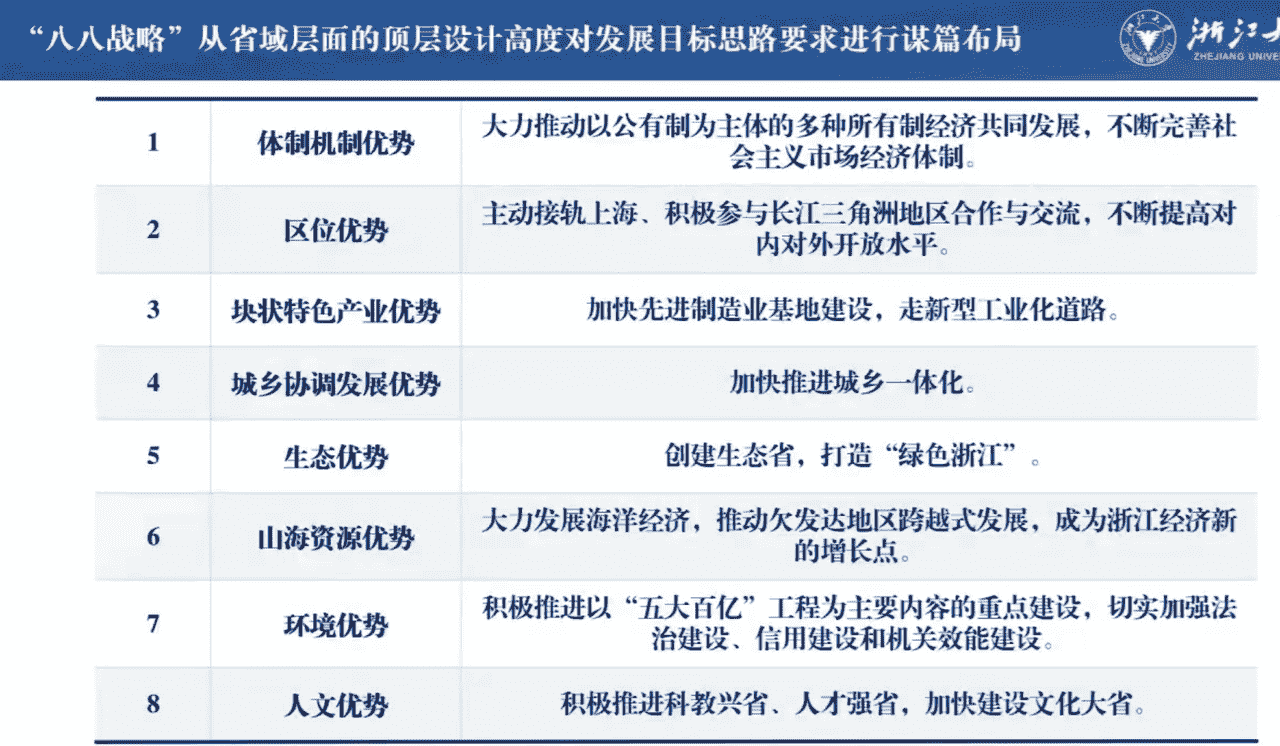 “八八战略”从省域层面的顶层设计高度对发展目标思路要求进行谋篇布局
浙江大
ZHEJIANG UNIVE
1 体制机制优势 大力推动以公有制为主体的多种所有制经济共同发展，不断完善社
会主义市场经济体制。
2 区位优势 主动接轨上海、积极参与长江三角洲地区合作与交流，不断提高对
内对外开放水平。
3 块状特色产业优势 加快先进制造业基地建设，走新型工业化道路。
4 城乡协调发展优势 加快推进城乡一体化。
5 生态优势 创建生态省，打造“绿色浙江”。
6 山海资源优势 大力发展海洋经济，推动欠发达地区跨越式发展，成为浙江经济新
的增长点。
7 环境优势 积极推进以“五大百亿”工程为主要内容的重点建设，切实加强法
治建设、信用建设和机关效能建设。
8 人文优势 积极推进科教兴省、人才强省，加快建设文化大省。